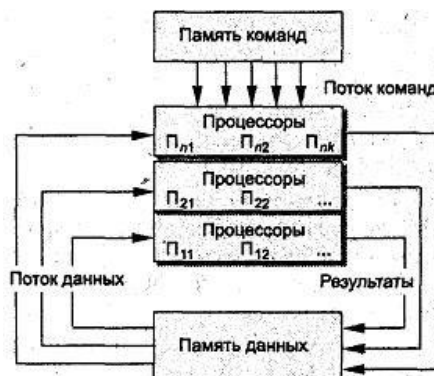 Память команд
Поток команд
Процессоры
Пn1 Пn2 Пnk
Процессоры
П21 П22 ...
Процессоры
П11 П12 ...
Поток данных
Результаты
Память данных